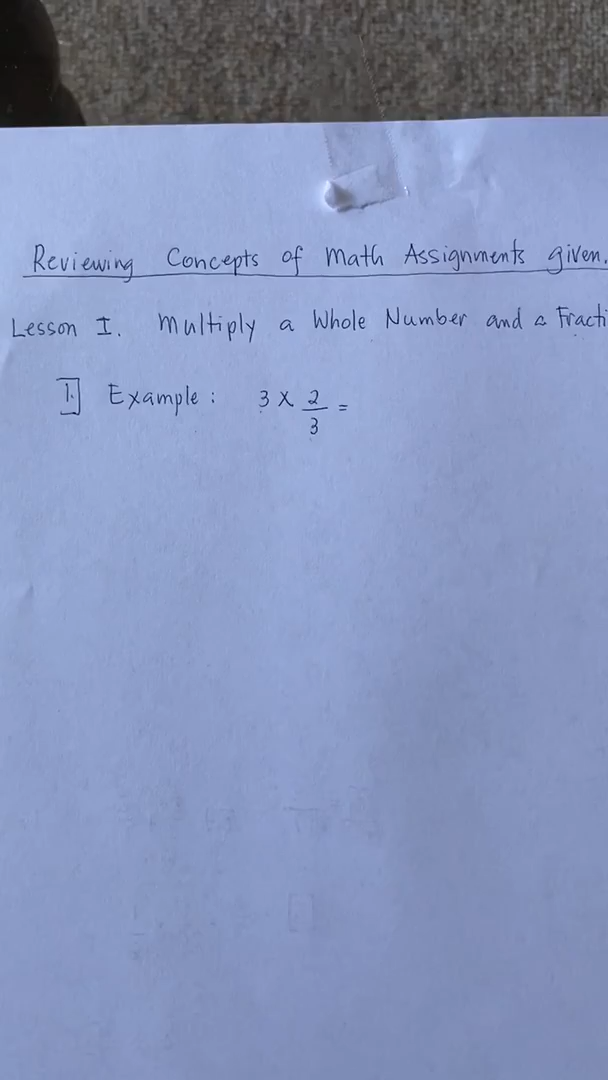 Reviewing Concepts of Math Assignments given.
Lesson I. Multiply a Whole Number and a Fracti
1. Example: 3 x 2/3 =